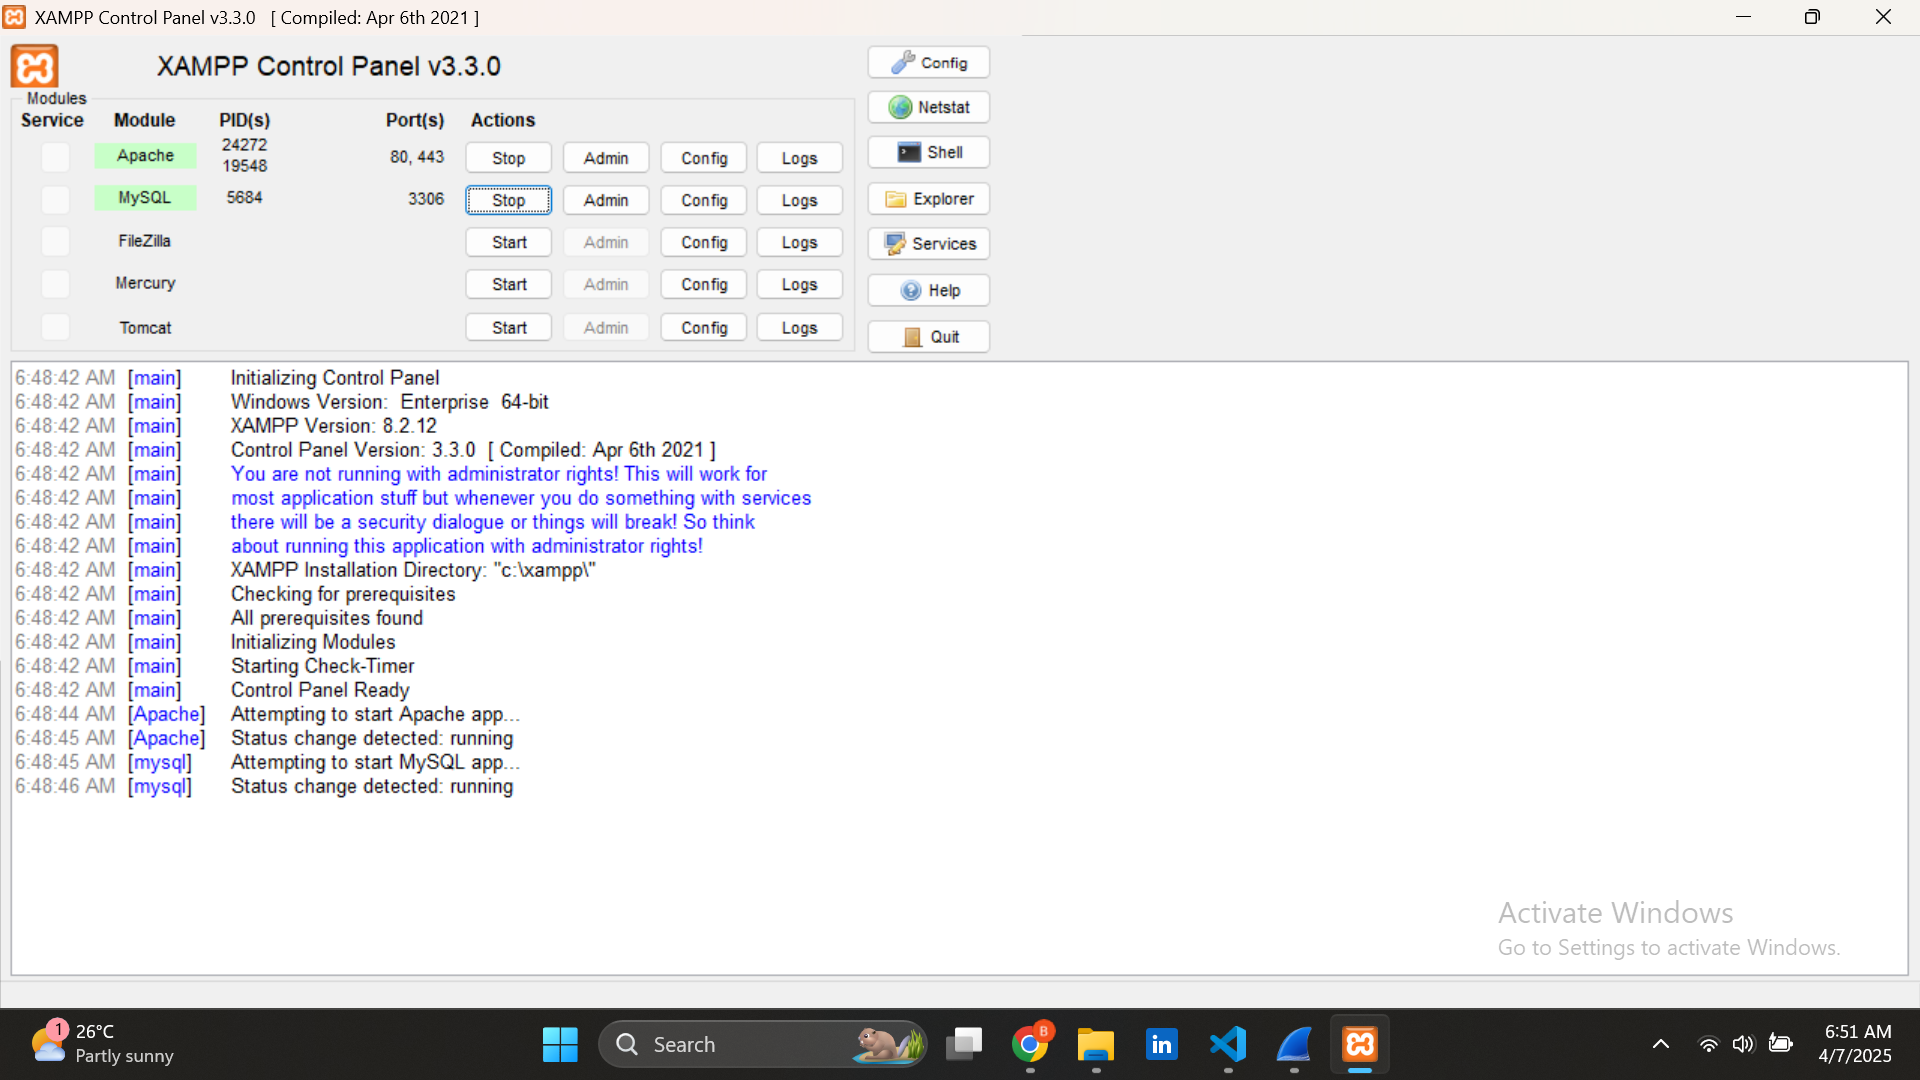 XAMPP Control Panel v3.3.0   [ Compiled: Apr 6th 2021 ]
XAMPP Control Panel v3.3.0
Config
Netstat
Shell
Explorer
Services
Help
Quit
Modules
Service Module PID(s) Port(s) Actions
Apache 24272 19548 80, 443 Stop Admin Config Logs
MySQL 5684 3306 Stop Admin Config Logs
FileZilla Start Admin Config Logs
Mercury Start Admin Config Logs
Tomcat Start Admin Config Logs
6:48:42 AM [main] Initializing Control Panel
6:48:42 AM [main] Windows Version:  Enterprise  64-bit
6:48:42 AM [main] XAMPP Version: 8.2.12
6:48:42 AM [main] Control Panel Version: 3.3.0  [ Compiled: Apr 6th 2021 ]
6:48:42 AM [main] You are not running with administrator rights! This will work for
6:48:42 AM [main] most application stuff but whenever you do something with services
6:48:42 AM [main] there will be a security dialogue or things will break! So think
6:48:42 AM [main] about running this application with administrator rights!
6:48:42 AM [main] XAMPP Installation Directory: "c:\xampp\"
6:48:42 AM [main] Checking for prerequisites
6:48:42 AM [main] All prerequisites found
6:48:42 AM [main] Initializing Modules
6:48:42 AM [main] Starting Check-Timer
6:48:42 AM [main] Control Panel Ready
6:48:44 AM [Apache] Attempting to start Apache app...
6:48:45 AM [Apache] Status change detected: running
6:48:45 AM [mysql] Attempting to start MySQL app...
6:48:46 AM [mysql] Status change detected: running
Activate Windows
Go to Settings to activate Windows.
1
26°C
Partly sunny
Search
B
in
6:51 AM
4/7/2025